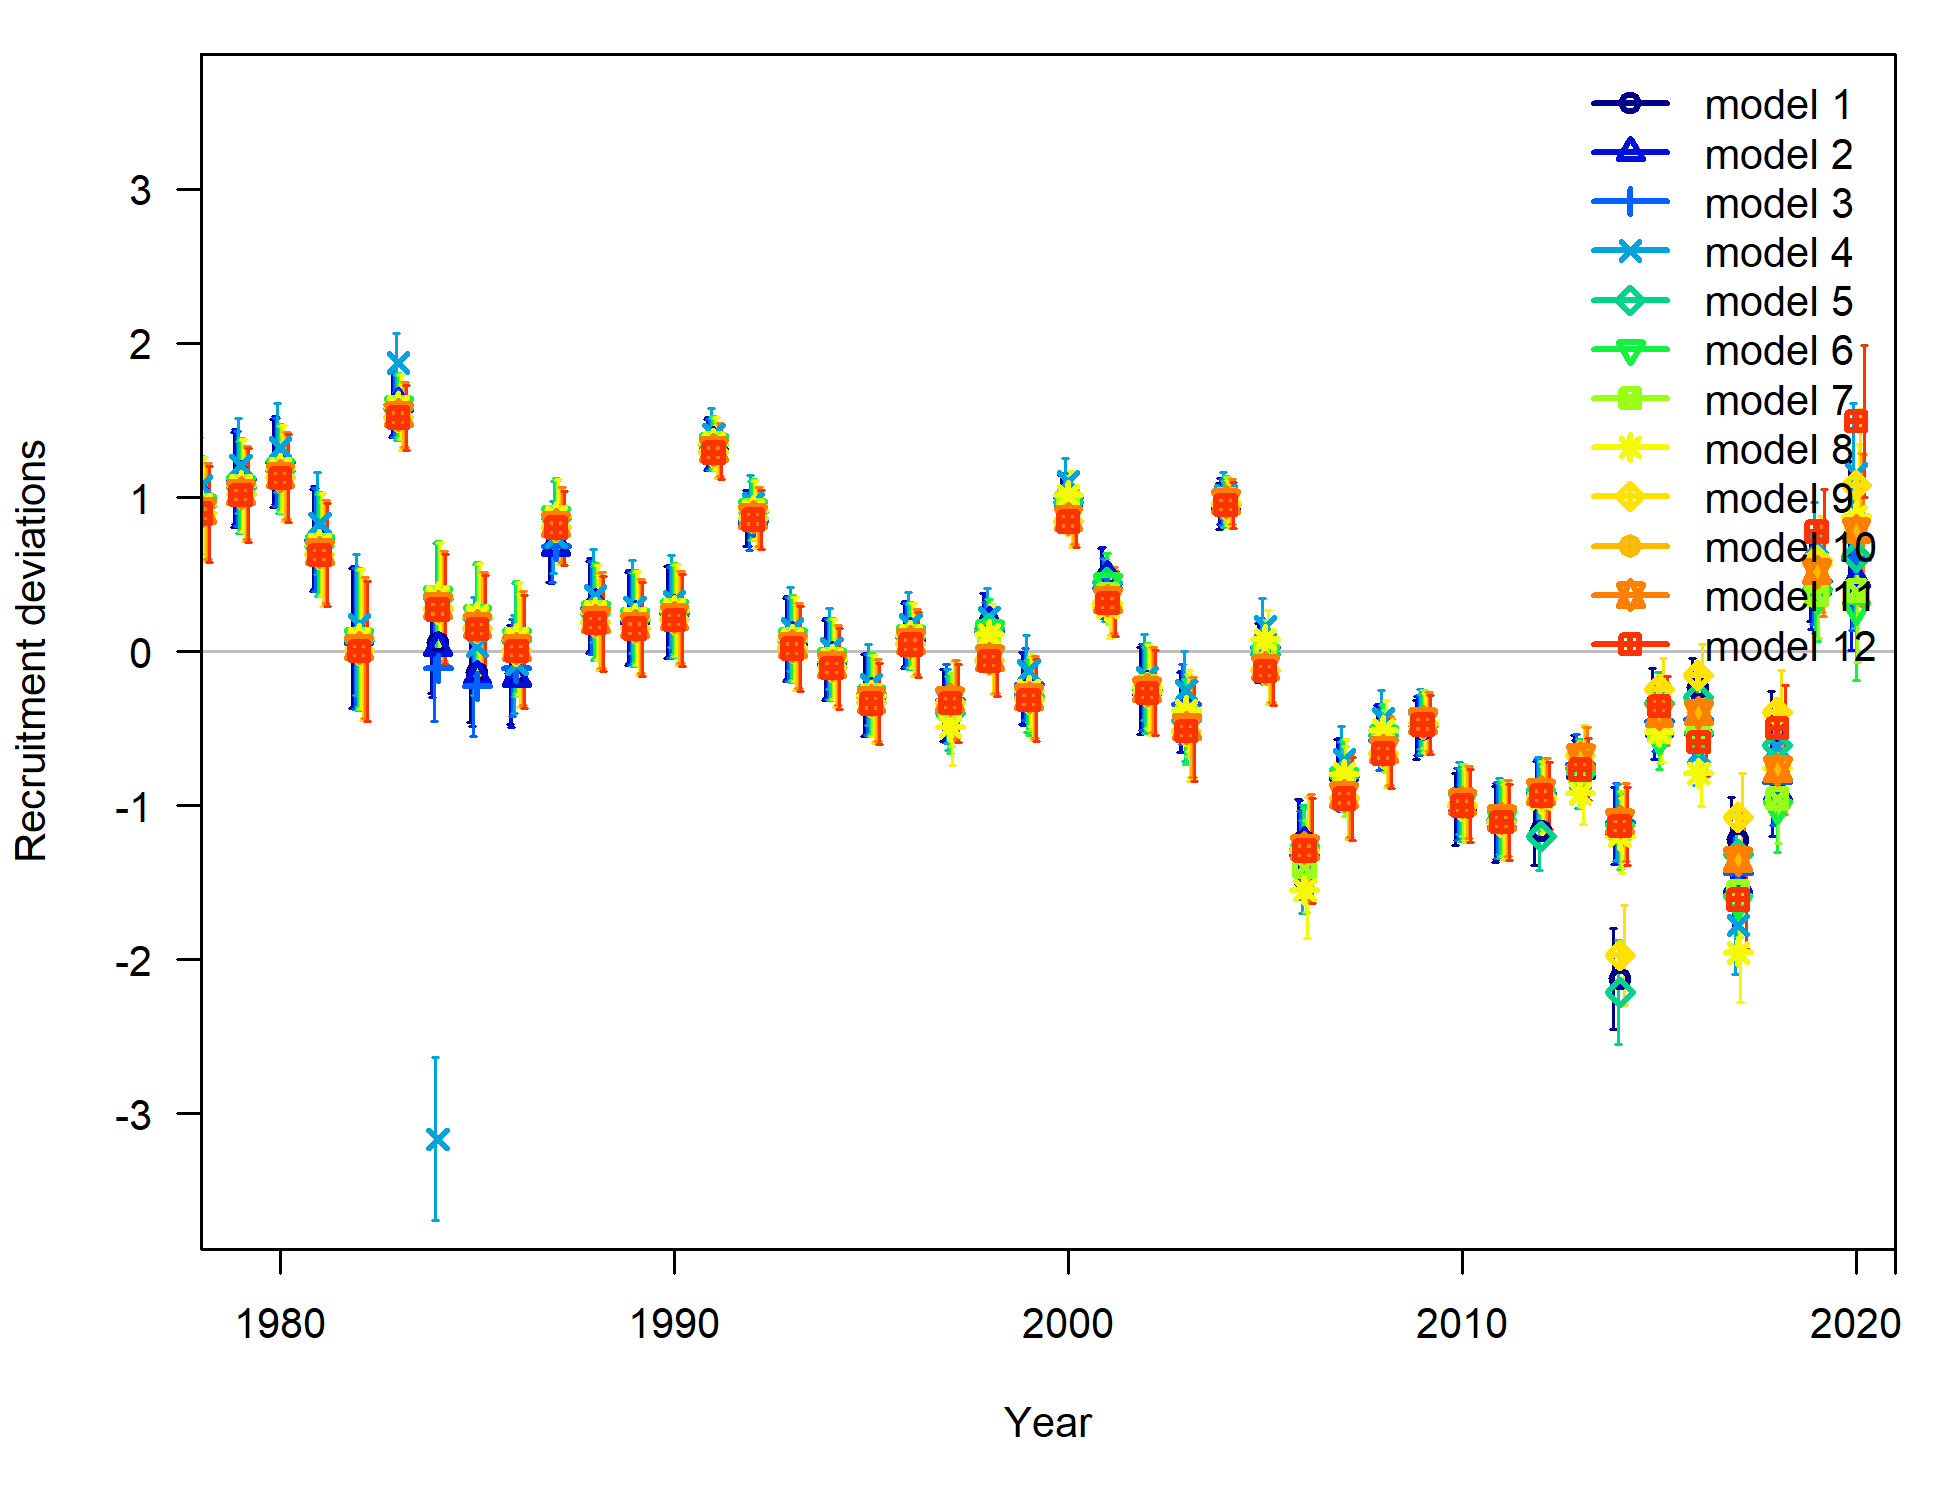 Recruitment deviations
3
2
1
0
-1
-2
-3
model 1
model 2
model 3
model 4
model 5
model 6
model 7
model 8
model 9
model 10
model 11
model 12
1980 1990 2000 2010 2020
Year